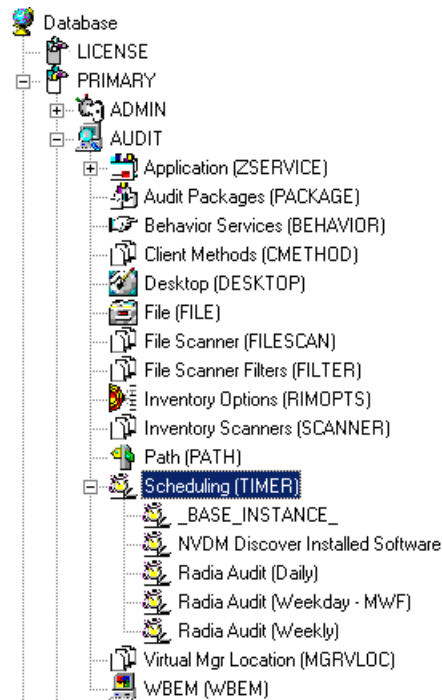 Database
LICENSE
PRIMARY
ADMIN
AUDIT
Application (ZSERVICE)
Audit Packages (PACKAGE)
Behavior Services (BEHAVIOR)
Client Methods (CMETHOD)
Desktop (DESKTOP)
File (FILE)
File Scanner (FILESCAN)
File Scanner Filters (FILTER)
Inventory Options (RIMOPTS)
Inventory Scanners (SCANNER)
Path (PATH)
Scheduling (TIMER)
_BASE_INSTANCE_
NVDM Discover Installed Software
Radia Audit (Daily)
Radia Audit (Weekday - MWF)
Radia Audit (Weekly)
Virtual Mgr Location (MGRVLOC)
WBEM (WBEM)